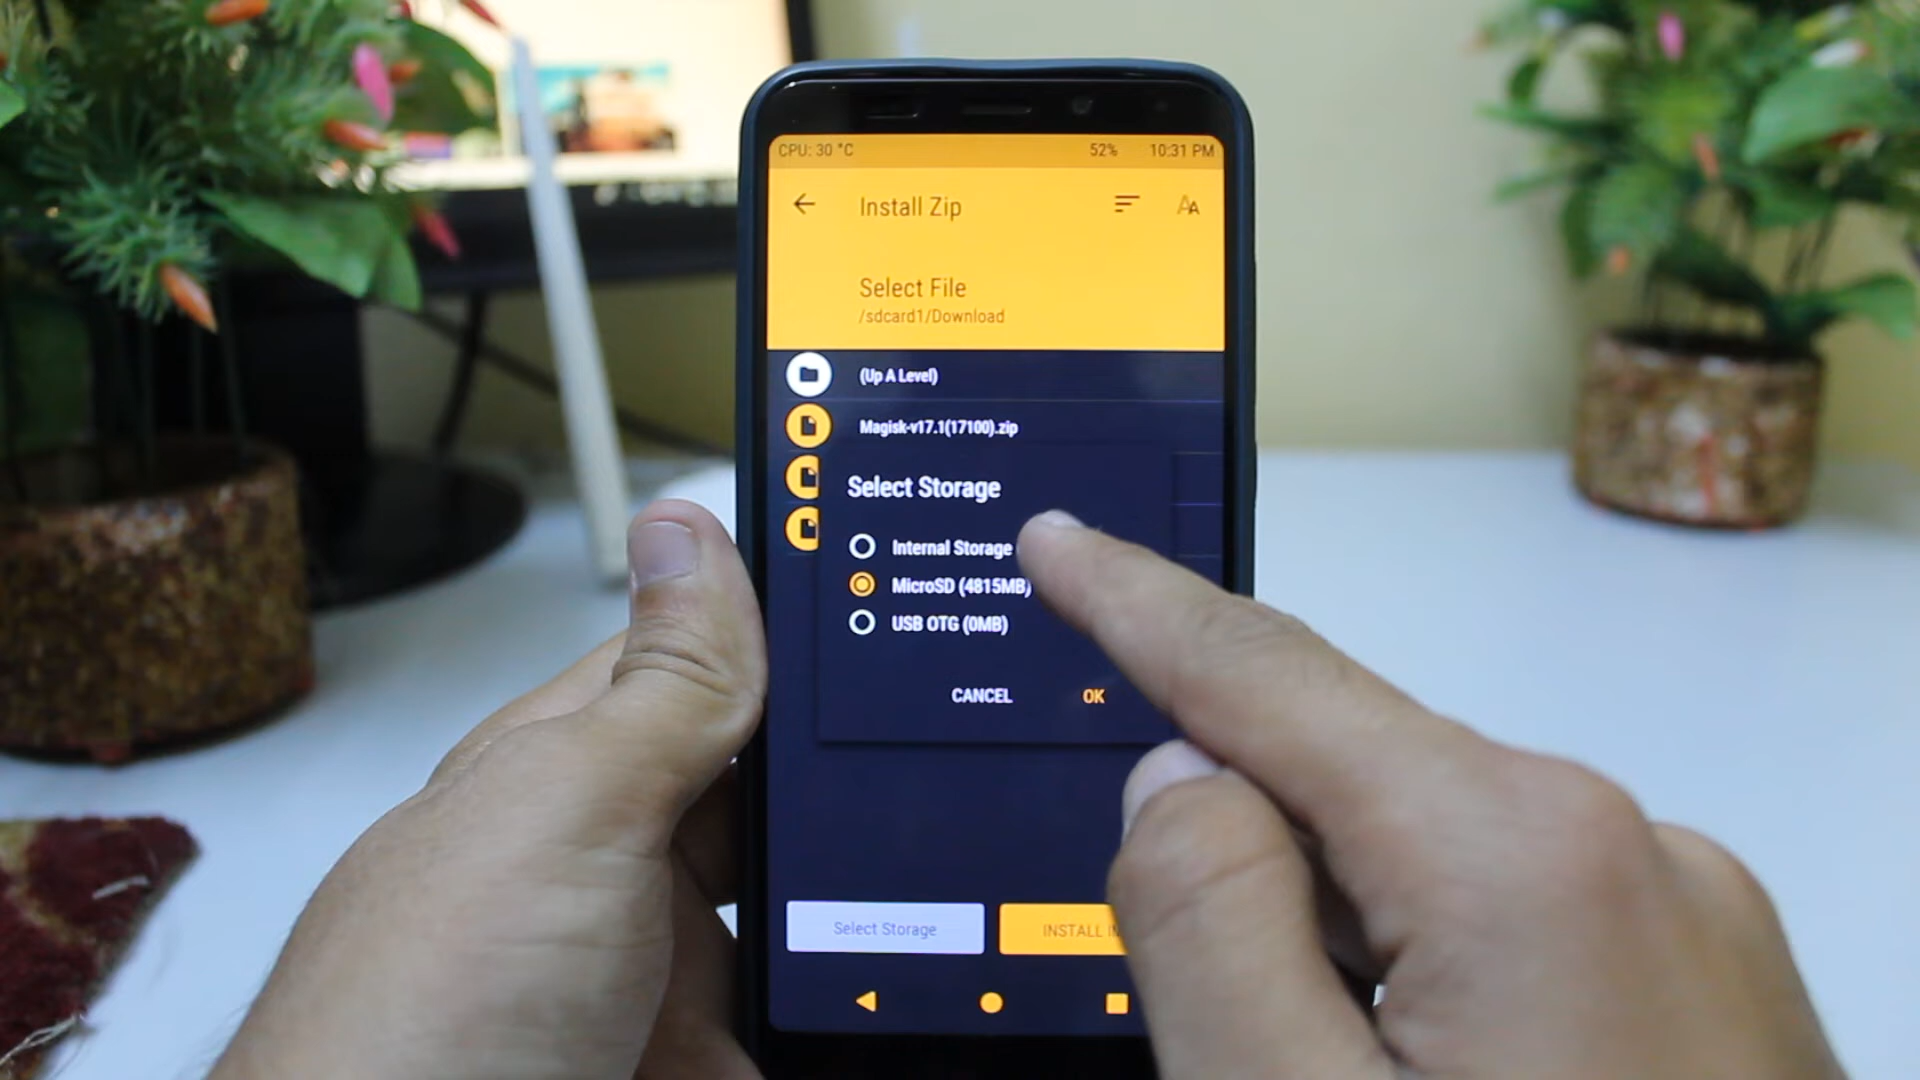 CPU: 30 °C 52% 10:31 PM
Install Zip
Select File
/sdcard1/Download
(Up A Level)
Magisk-v17.1(17100).zip
Select Storage
Internal Storage
MicroSD (4815MB)
USB OTG (0MB)
CANCEL OK
Select Storage INSTALL